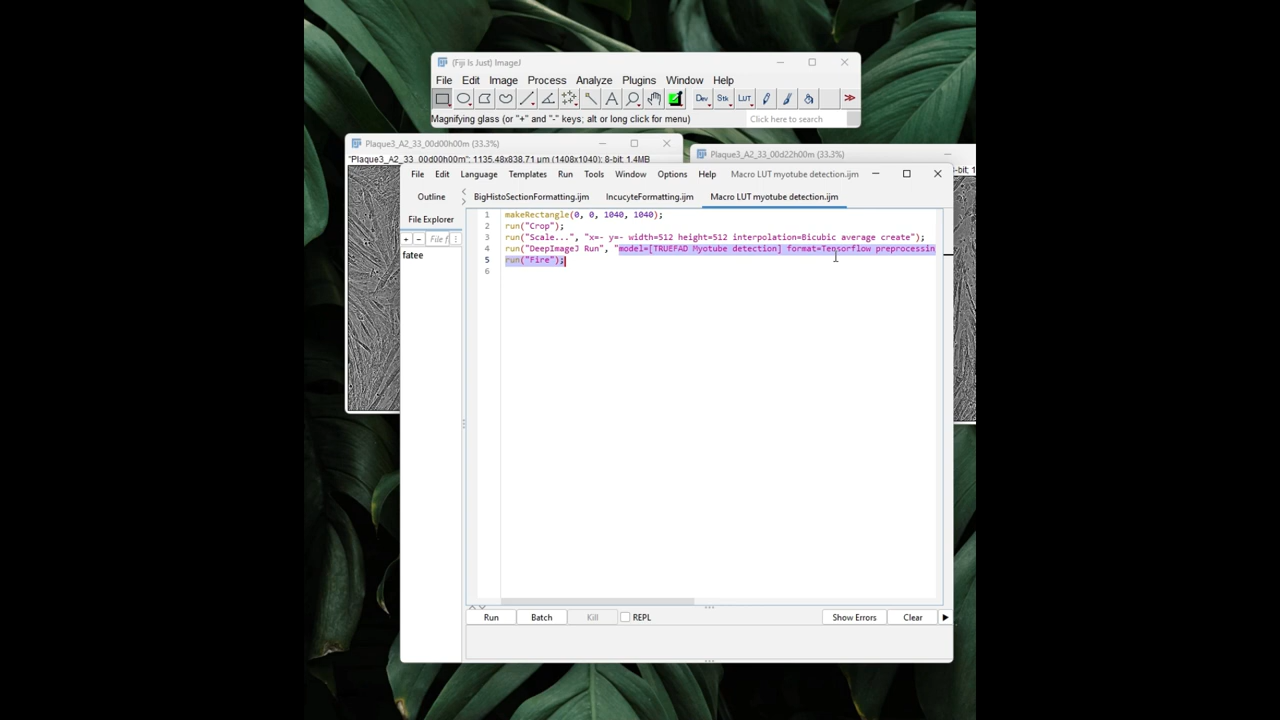 (Fiji Is Just) ImageJ
File Edit Image Process Analyze Plugins Window Help
Dev Stk LUT
Magnifying glass (or "+" and "-" keys; alt or long click for menu)
Click here to search
Plaque3_A2_33_00d00h00m (33.3%)
"Plaque3_A2_33_00d00h00m"; 1135.48x838.71 µm (1408x1040); 8-bit; 1.4MB
Plaque3_A2_33_00d22h00m (33.3%)
File Edit Language Templates Run Tools Window Options Help Macro LUT myotube detection.ijm
Outline
BigHistoSectionFormatting.ijm IncucyteFormatting.ijm Macro LUT myotube detection.ijm
File Explorer
+ - File f
fatee
1 makeRectangle(0, 0, 1040, 1040);
2 run("Crop");
3 run("Scale...", "x=- y=- width=512 height=512 interpolation=Bicubic average create");
4 run("DeepImageJ Run", "model=[TRUEFAD Myotube detection] format=Tensorflow preprocessin
5 run("Fire");
6
Run Batch Kill REPL Show Errors Clear